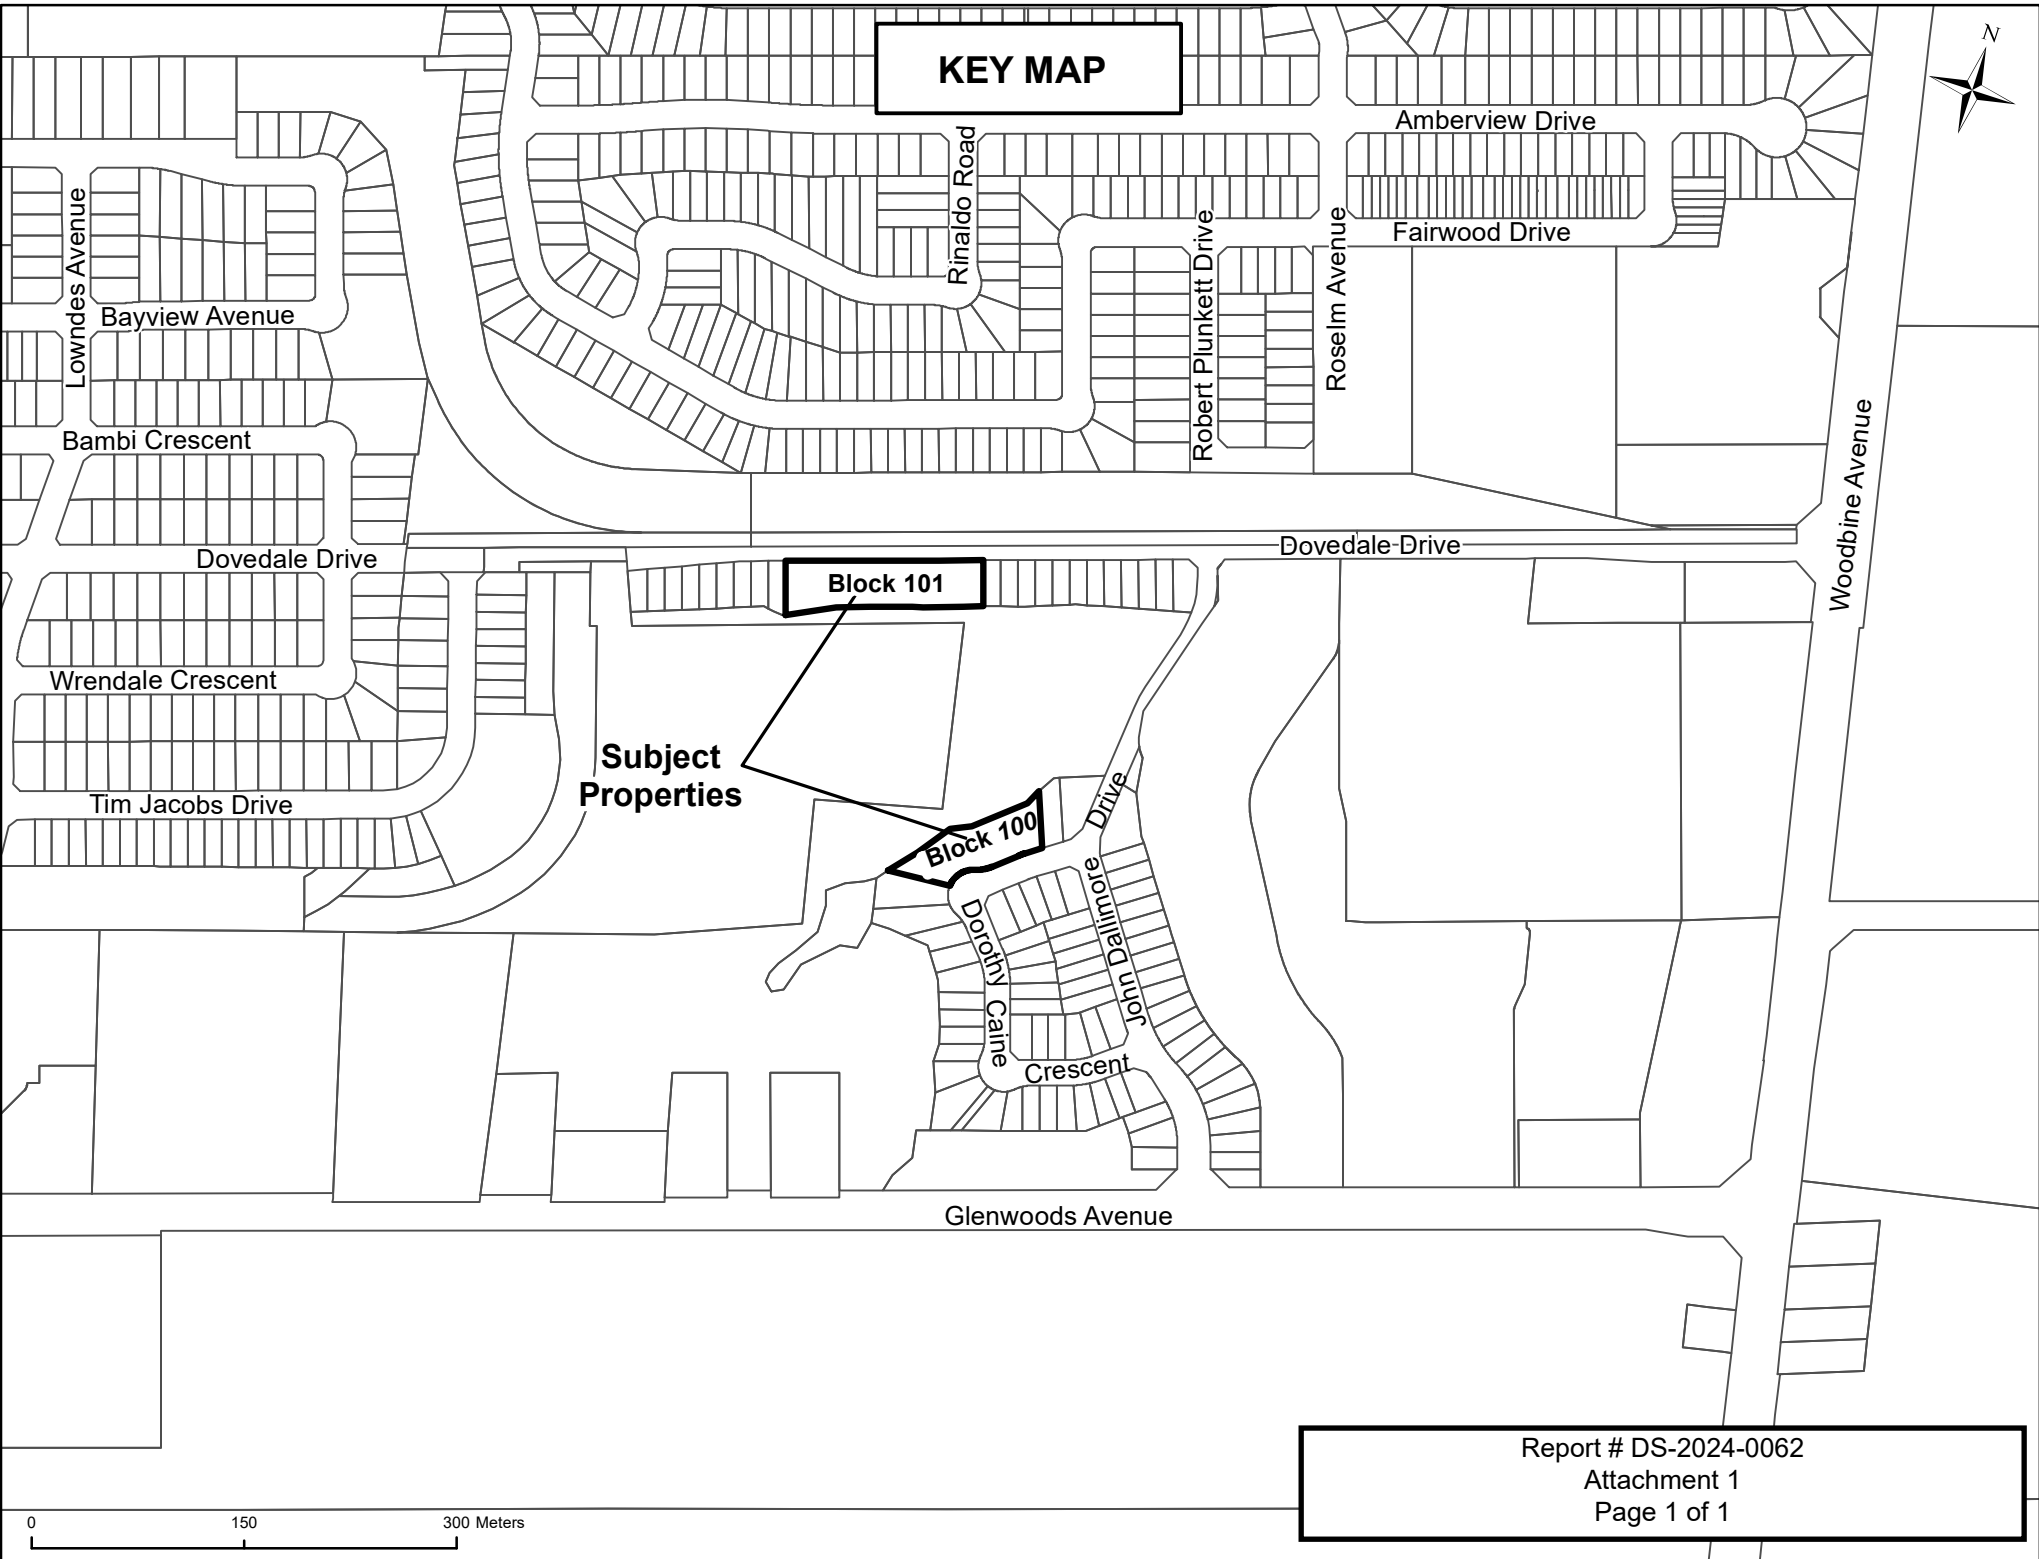 KEY MAP
N
Amberview Drive
Rinaldo Road
Lowndes Avenue
Robert Plunkett Drive
Roselm Avenue
Fairwood Drive
Bayview Avenue
Woodbine Avenue
Bambi Crescent
Dovedale Drive
Dovedale Drive
Block 101
Wrendale Crescent
Subject
Properties
Tim Jacobs Drive
Block 100
John Dallimore Drive
Dorothy Caine Crescent
Glenwoods Avenue
Report # DS-2024-0062
Attachment 1
Page 1 of 1
0 150 300 Meters